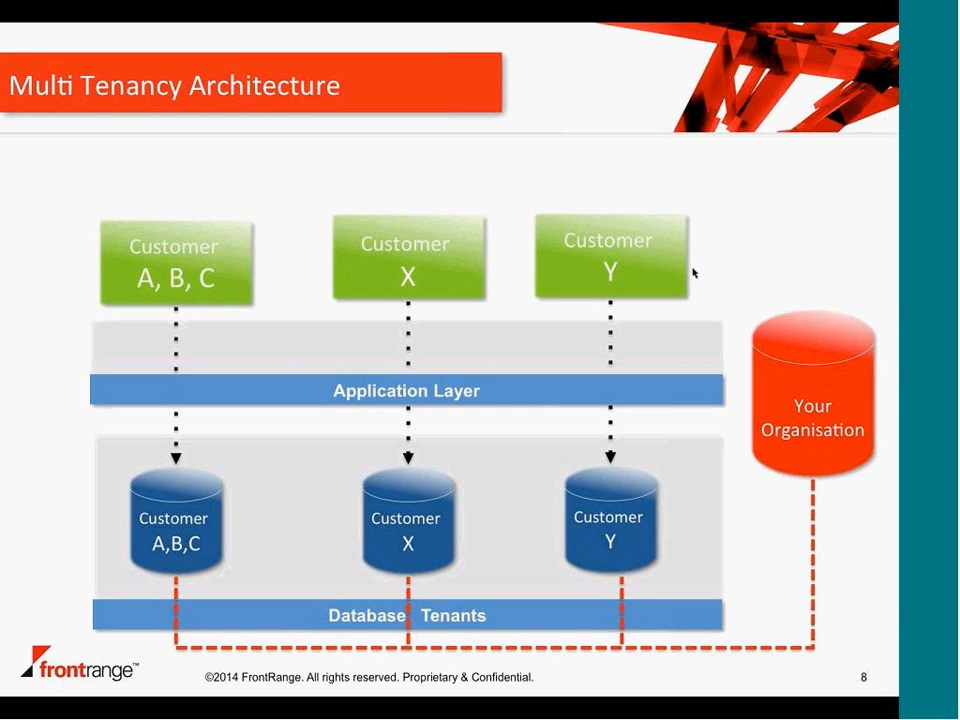 Multi Tenancy Architecture
Customer
A, B, C
Customer
X
Customer
Y
Application Layer
Your
Organisation
Customer
A,B,C
Customer
X
Customer
Y
Database Tenants
frontrange™
©2014 FrontRange. All rights reserved. Proprietary & Confidential.
8